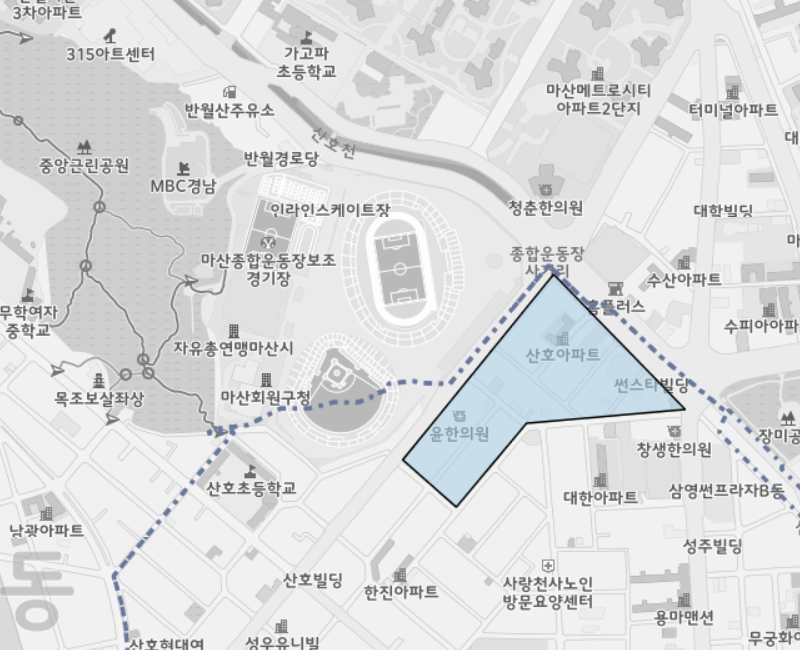 3차아파트
315아트센터
가고파
초등학교
마산메트로시티
아파트2단지
터미널아파트
반월산주유소
산호천
반월경로당
중앙근린공원
MBC경남
인라인스케이트장
청춘한의원
대학빌딩
마산종합운동장보조
경기장
종합운동장
사거리
수산아파트
홈플러스
무학여자
중학교
수피아아파
자유총연맹마산시
산호아파트
썬스타빌딩
목조보살좌상
마산회원구청
윤한의원
장미공
창생한의원
산호초등학교
대한아파트
삼영썬프라자B동
남광아파트
성주빌딩
산호빌딩
한진아파트
사랑천사노인
방문요양센터
용마맨션
무궁화아
산호현대역
성우유니빌